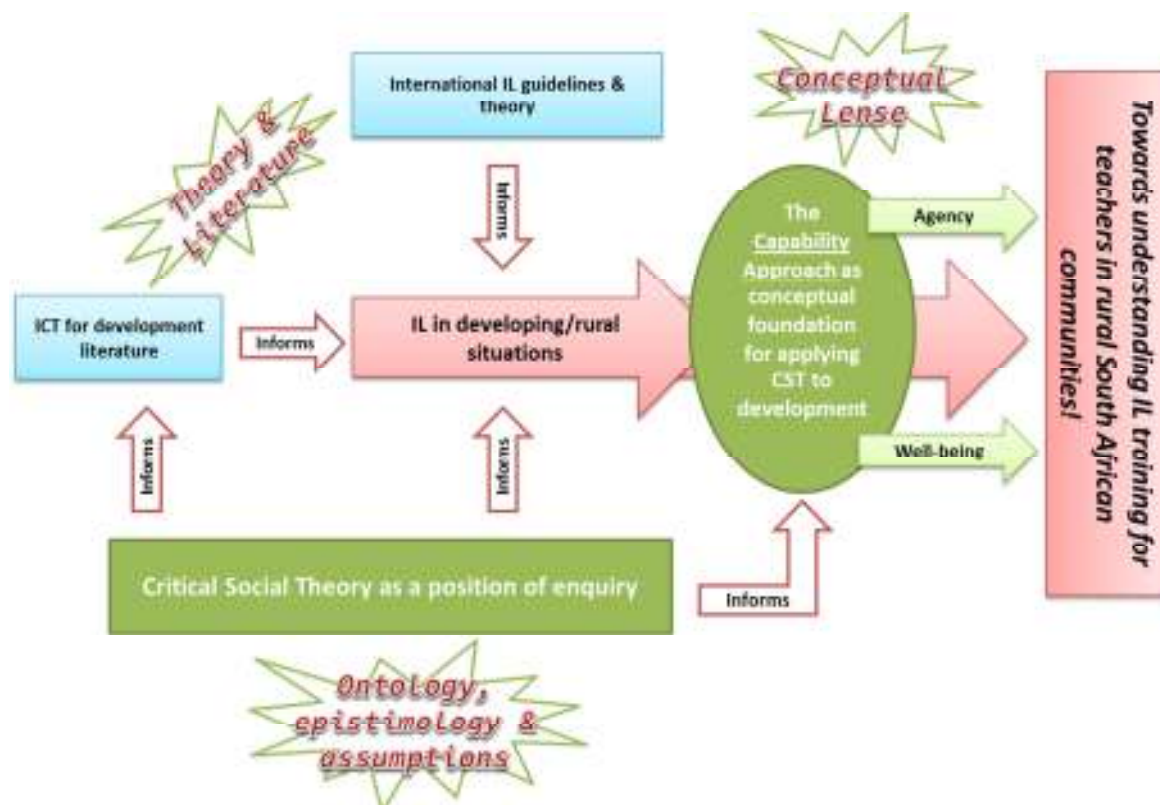 International IL guidelines &
theory
Conceptual
Lense
Theory &
Literature
Informs
The
Capability
Approach as
conceptual
foundation
for applying
CST to
development
Agency
Towards understanding IL training for
teachers in rural South African
communities!
ICT for development
literature
Informs
IL in developing/rural
situations
Well-being
Informs
Informs
Critical Social Theory as a position of enquiry
Informs
Ontology,
epistimology &
assumptions